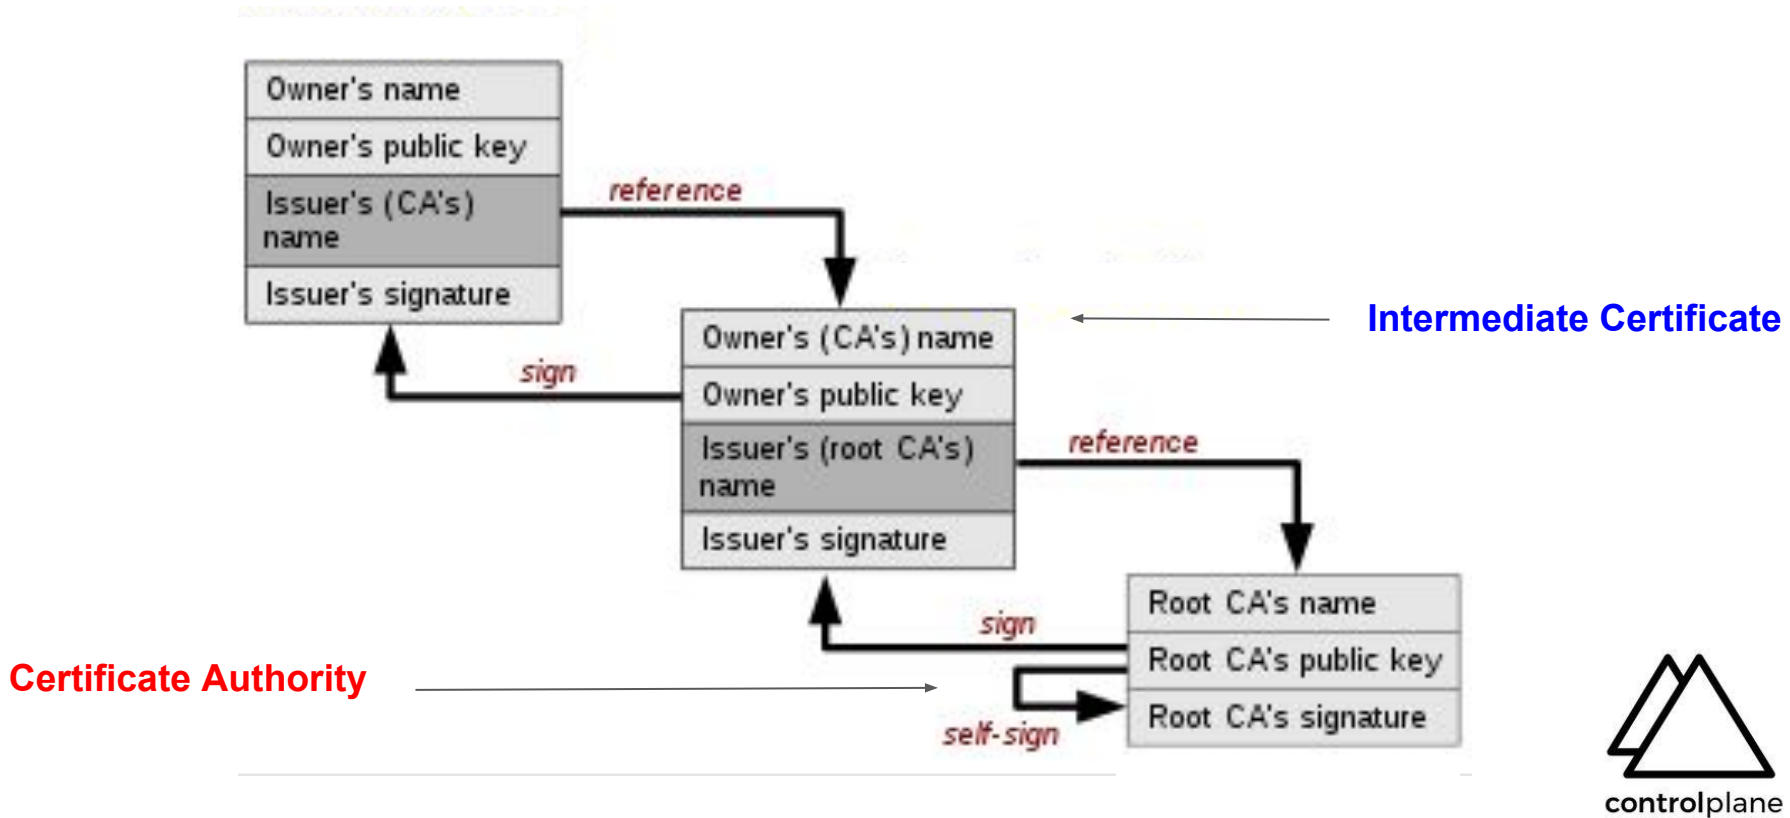 Owner's name
Owner's public key
Issuer's (CA's)
name
Issuer's signature
reference
sign
Intermediate Certificate
Owner's (CA's) name
Owner's public key
Issuer's (root CA's)
name
Issuer's signature
reference
sign
Certificate Authority
self-sign
Root CA's name
Root CA's public key
Root CA's signature
controlplane